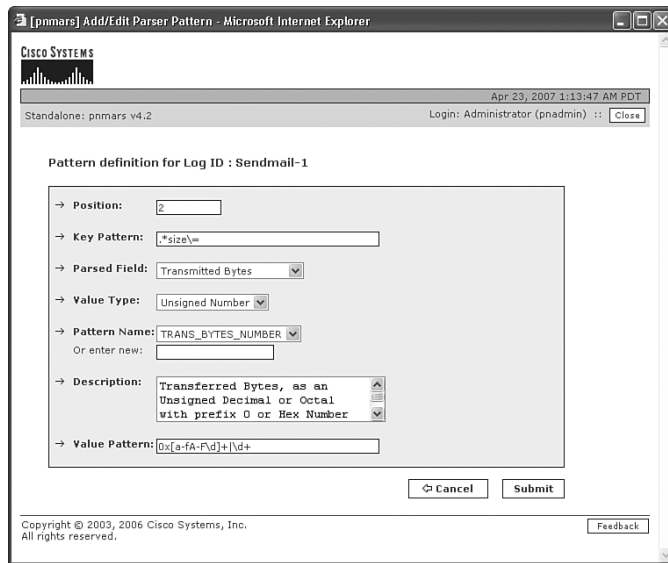 [pnmars] Add/Edit Parser Pattern - Microsoft Internet Explorer
CISCO SYSTEMS
Apr 23, 2007 1:13:47 AM PDT
Standalone: pnmars v4.2 Login: Administrator (pnadmin) :: Close
Pattern definition for Log ID : Sendmail-1
→ Position: 2
→ Key Pattern: .*size\=
→ Parsed Field: Transmitted Bytes
→ Value Type: Unsigned Number
→ Pattern Name: TRANS_BYTES_NUMBER
Or enter new:
→ Description: Transferred Bytes, as an
Unsigned Decimal or Octal
with prefix 0 or Hex Number
→ Value Pattern: 0x[a-fA-F\d]+|\d+
Cancel Submit
Copyright © 2003, 2006 Cisco Systems, Inc. Feedback
All rights reserved.